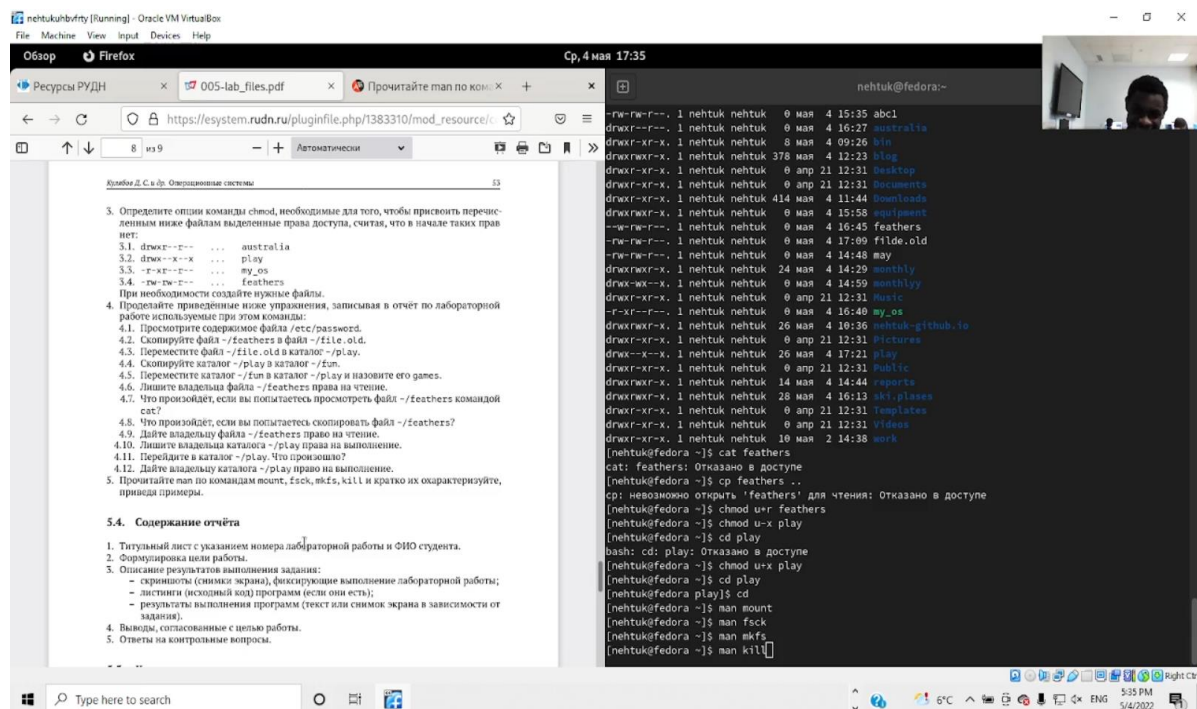 nehtukuhbvfrty [Running] - Oracle VM VirtualBox
File Machine View Input Devices Help
Обзор Firefox Ср, 4 мая 17:35
Ресурсы РУДН × 005-lab_files.pdf × Прочитайте man по кома × + ×
https://esystem.rudn.ru/pluginfile.php/1383310/mod_resource/c
8 из 9 — + Автоматически
Кулябов Д. С. и др. Операционные системы 53
3. Определите опции команды chmod, необходимые для того, чтобы присвоить перечис-
ленным ниже файлам выделенные права доступа, считая, что в начале таких прав
нет:
3.1. drwxr--r-- ... australia
3.2. drwx--x--x ... play
3.3. -r-xr--r-- ... my_os
3.4. -rw-rw-r-- ... feathers
При необходимости создайте нужные файлы.
4. Проделайте приведённые ниже упражнения, записывая в отчёт по лабораторной
работе используемые при этом команды:
4.1. Просмотрите содержимое файла /etc/password.
4.2. Скопируйте файл ~/feathers в файл ~/file.old.
4.3. Переместите файл ~/file.old в каталог ~/play.
4.4. Скопируйте каталог ~/play в каталог ~/fun.
4.5. Переместите каталог ~/fun в каталог ~/play и назовите его games.
4.6. Лишите владельца файла ~/feathers права на чтение.
4.7. Что произойдёт, если вы попытаетесь просмотреть файл ~/feathers командой
cat?
4.8. Что произойдёт, если вы попытаетесь скопировать файл ~/feathers?
4.9. Дайте владельцу файла ~/feathers право на чтение.
4.10. Лишите владельца каталога ~/play права на выполнение.
4.11. Перейдите в каталог ~/play. Что произошло?
4.12. Дайте владельцу каталога ~/play право на выполнение.
5. Прочитайте man по командам mount, fsck, mkfs, kill и кратко их охарактеризуйте,
приведя примеры.
5.4. Содержание отчёта
1. Титульный лист с указанием номера лабораторной работы и ФИО студента.
2. Формулировка цели работы.
3. Описание результатов выполнения задания:
– скриншоты (снимки экрана), фиксирующие выполнение лабораторной работы;
– листинги (исходный код) программ (если они есть);
– результаты выполнения программ (текст или снимок экрана в зависимости от
задания).
4. Выводы, согласованные с целью работы.
5. Ответы на контрольные вопросы.
nehtuk@fedora:~
-rw-rw-r--. 1 nehtuk nehtuk 0 мая 4 15:35 abc1
drwxr--r--. 1 nehtuk nehtuk 0 мая 4 16:27 australia
drwxr-xr-x. 1 nehtuk nehtuk 8 мая 4 09:26 bin
drwxrwxr-x. 1 nehtuk nehtuk 378 мая 4 12:23 blog
drwxr-xr-x. 1 nehtuk nehtuk 0 апр 21 12:31 Desktop
drwxr-xr-x. 1 nehtuk nehtuk 0 апр 21 12:31 Documents
drwxr-xr-x. 1 nehtuk nehtuk 414 мая 4 11:44 Downloads
drwxrwxr-x. 1 nehtuk nehtuk 0 мая 4 15:58 equipment
--w-rw-r--. 1 nehtuk nehtuk 0 мая 4 16:45 feathers
-rw-rw-r--. 1 nehtuk nehtuk 0 мая 4 17:09 filde.old
-rw-rw-r--. 1 nehtuk nehtuk 0 мая 4 14:48 may
drwxrwxr-x. 1 nehtuk nehtuk 24 мая 4 14:29 monthly
drwx-wx--x. 1 nehtuk nehtuk 0 мая 4 14:59 monthlyy
drwxr-xr-x. 1 nehtuk nehtuk 0 апр 21 12:31 Music
-r-xr--r--. 1 nehtuk nehtuk 0 мая 4 16:40 my_os
drwxrwxr-x. 1 nehtuk nehtuk 26 мая 4 10:36 nehtuk-github.io
drwxr-xr-x. 1 nehtuk nehtuk 0 апр 21 12:31 Pictures
drwx--x--x. 1 nehtuk nehtuk 26 мая 4 17:21 play
drwxr-xr-x. 1 nehtuk nehtuk 0 апр 21 12:31 Public
drwxrwxr-x. 1 nehtuk nehtuk 14 мая 4 14:44 reports
drwxrwxr-x. 1 nehtuk nehtuk 28 мая 4 16:13 ski.plases
drwxr-xr-x. 1 nehtuk nehtuk 0 апр 21 12:31 Templates
drwxr-xr-x. 1 nehtuk nehtuk 0 апр 21 12:31 Videos
drwxr-xr-x. 1 nehtuk nehtuk 10 мая 2 14:38 work
[nehtuk@fedora ~]$ cat feathers
cat: feathers: Отказано в доступе
[nehtuk@fedora ~]$ cp feathers ..
cp: невозможно открыть 'feathers' для чтения: Отказано в доступе
[nehtuk@fedora ~]$ chmod u+r feathers
[nehtuk@fedora ~]$ chmod u-x play
[nehtuk@fedora ~]$ cd play
bash: cd: play: Отказано в доступе
[nehtuk@fedora ~]$ chmod u+x play
[nehtuk@fedora ~]$ cd play
[nehtuk@fedora play]$ cd
[nehtuk@fedora ~]$ man mount
[nehtuk@fedora ~]$ man fsck
[nehtuk@fedora ~]$ man mkfs
[nehtuk@fedora ~]$ man kill
Right Ctrl
Type here to search 6°C ENG 5:35 PM
5/4/2022